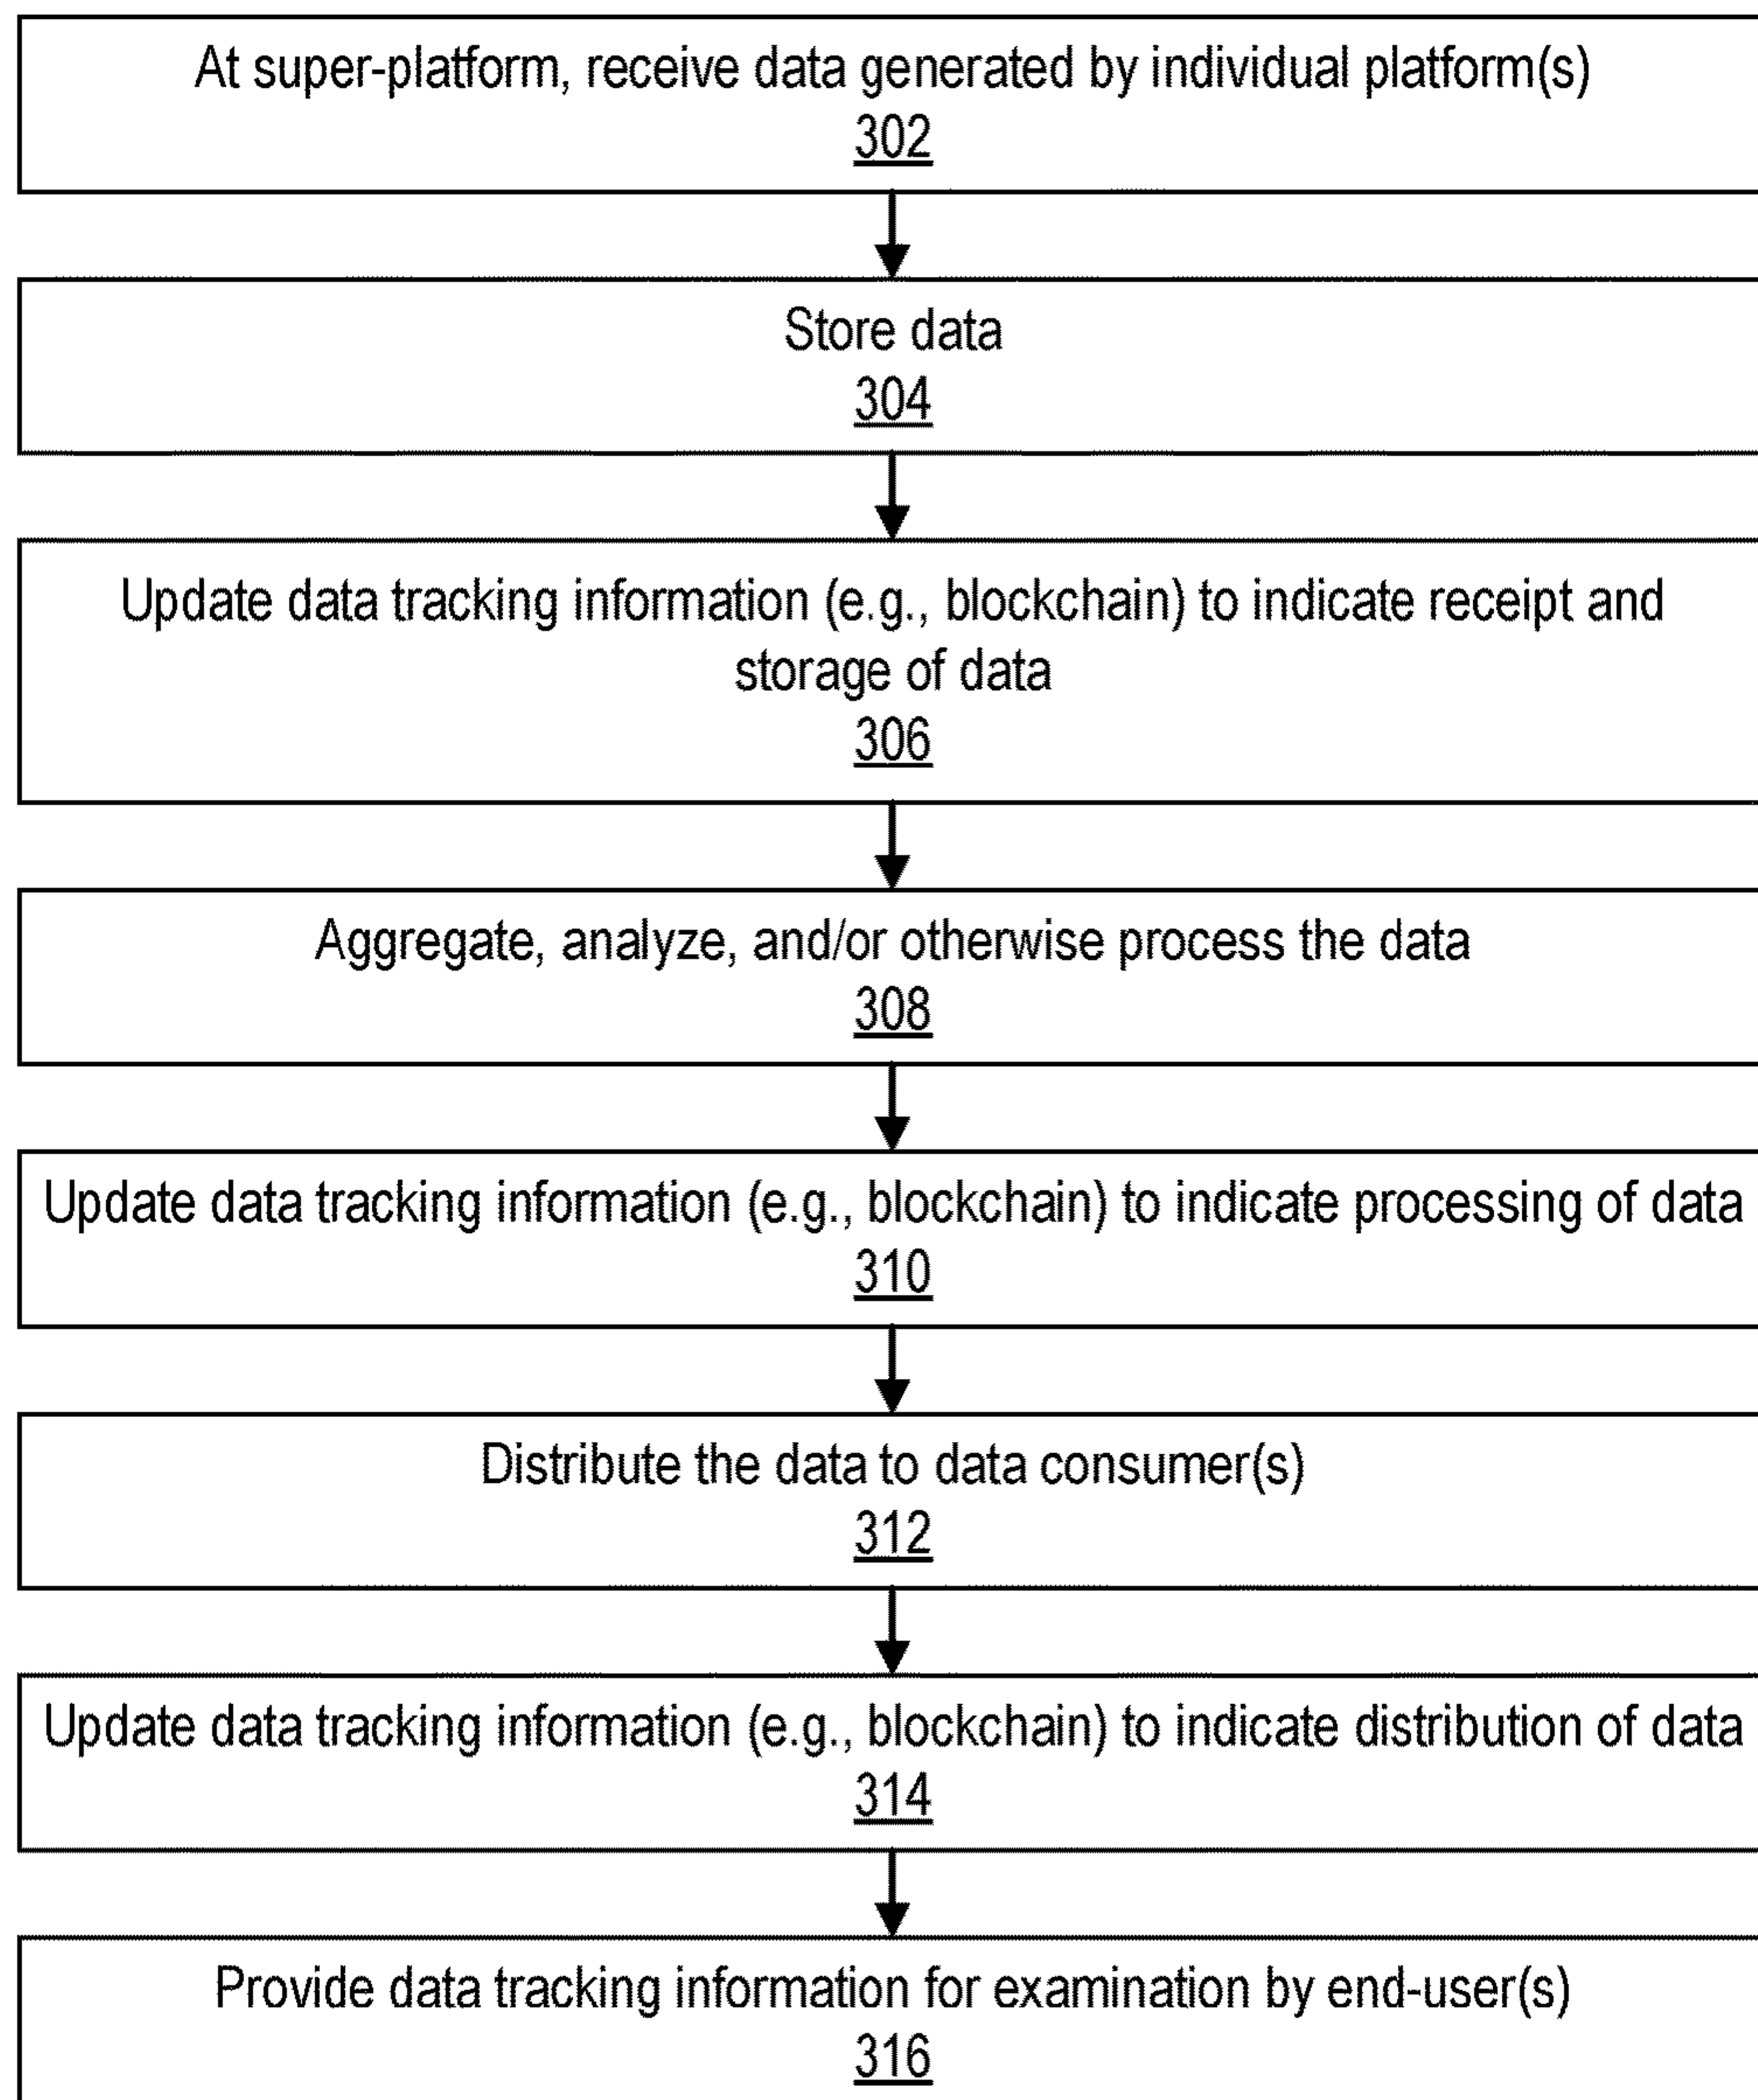 At super-platform, receive data generated by individual platform(s)
302
Store data
304
Update data tracking information (e.g., blockchain) to indicate receipt and
storage of data
306
Aggregate, analyze, and/or otherwise process the data
308
Update data tracking information (e.g., blockchain) to indicate processing of data
310
Distribute the data to data consumer(s)
312
Update data tracking information (e.g., blockchain) to indicate distribution of data
314
Provide data tracking information for examination by end-user(s)
316